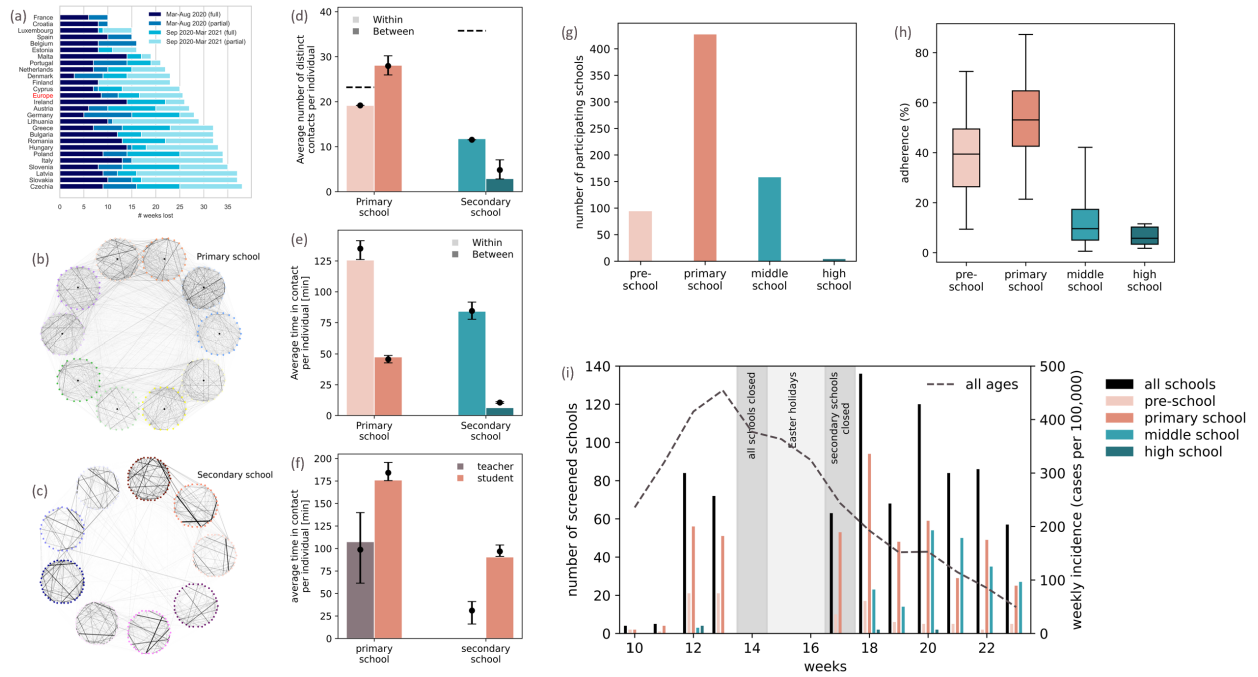 (a)
Mar-Aug 2020 (full)
Mar-Aug 2020 (partial)
Sep 2020-Mar 2021 (full)
Sep 2020-Mar 2021 (partial)
France
Croatia
Luxembourg
Spain
Belgium
Estonia
Malta
Portugal
Netherlands
Denmark
Finland
Cyprus
Europe
Ireland
Austria
Germany
Lithuania
Greece
Bulgaria
Romania
Hungary
Poland
Italy
Slovenia
Latvia
Slovakia
Czechia
0 5 10 15 20 25 30 35
# weeks lost
(b)
Primary school
(c)
Secondary school
(d)
Within
Between
Average number of distinct
contacts per individual
40
30
20
10
0
Primary
school
Secondary
school
(e)
Within
Between
Average time in contact
per individual [min]
125
100
75
50
25
0
Primary
school
Secondary
school
(f)
teacher
student
average time in contact
per individual [min]
200
175
150
125
100
75
50
25
0
primary
school
secondary
school
(g)
number of participating schools
400
350
300
250
200
150
100
50
0
pre-
school
primary
school
middle
school
high
school
(h)
adherence (%)
80
60
40
20
0
pre-
school
primary
school
middle
school
high
school
(i)
all ages
number of screened schools
140
120
100
80
60
40
20
0
all schools closed
Easter holidays
secondary schools
closed
10 12 14 16 18 20 22
weeks
500
400
300
200
100
0
weekly incidence (cases per 100,000)
all schools
pre-school
primary school
middle school
high school